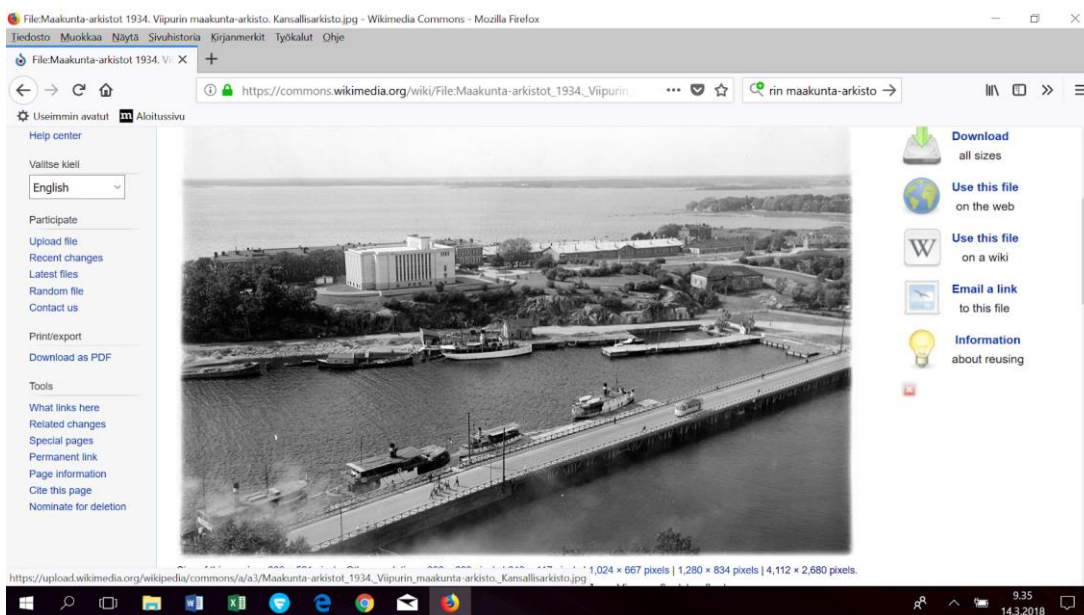 File:Maakunta-arkistot 1934. Viipurin maakunta-arkisto. Kansallisarkisto.jpg - Wikimedia Commons - Mozilla Firefox
Tiedosto Muokkaa Näytä Sivuhistoria Kirjanmerkit Työkalut Ohje
File:Maakunta-arkistot 1934. Vi
https://commons.wikimedia.org/wiki/File:Maakunta-arkistot_1934._Viipurin_
rin maakunta-arkisto
Useimmin avatut m Aloitussivu
Help center
Valitse kieli
English
Participate
Upload file
Recent changes
Latest files
Random file
Contact us
Print/export
Download as PDF
Tools
What links here
Related changes
Special pages
Permanent link
Page information
Cite this page
Nominate for deletion
Download
all sizes
Use this file
on the web
W
Use this file
on a wiki
Email a link
to this file
Information
about reusing
1,024 × 667 pixels | 1,280 × 834 pixels | 4,112 × 2,680 pixels.
https://upload.wikimedia.org/wikipedia/commons/a/a3/Maakunta-arkistot_1934._Viipurin_maakunta-arkisto._Kansallisarkisto.jpg
9.35
14.3.2018